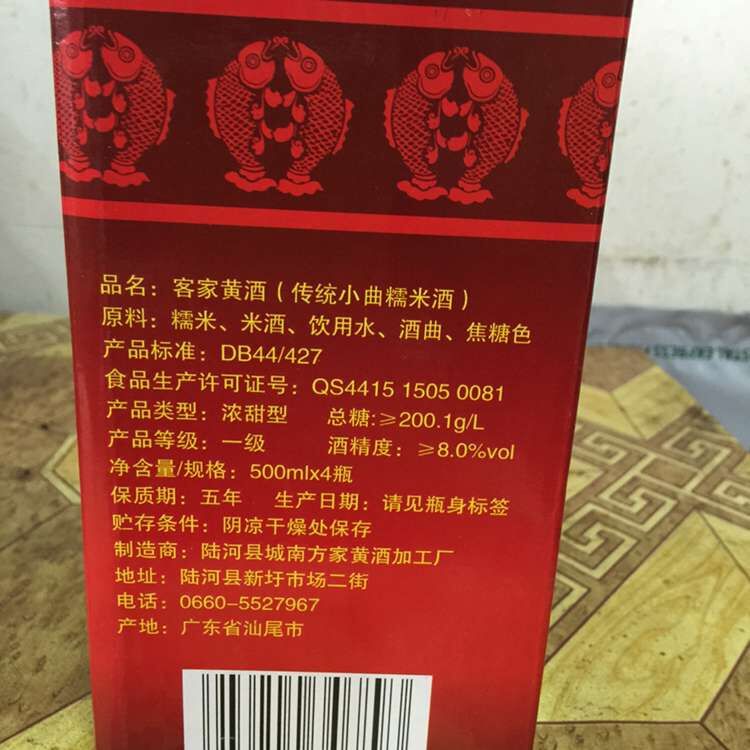 品名：客家黄酒（传统小曲糯米酒）
原料：糯米、米酒、饮用水、酒曲、焦糖色
产品标准：DB44/427
食品生产许可证号：QS4415 1505 0081
产品类型：浓甜型 总糖:≥200.1g/L
产品等级：一级 酒精度：≥8.0%vol
净含量/规格：500mlx4瓶
保质期：五年 生产日期：请见瓶身标签
贮存条件：阴凉干燥处保存
制造商：陆河县城南方家黄酒加工厂
地址：陆河县新圩市场二街
电话：0660-5527967
产地：广东省汕尾市